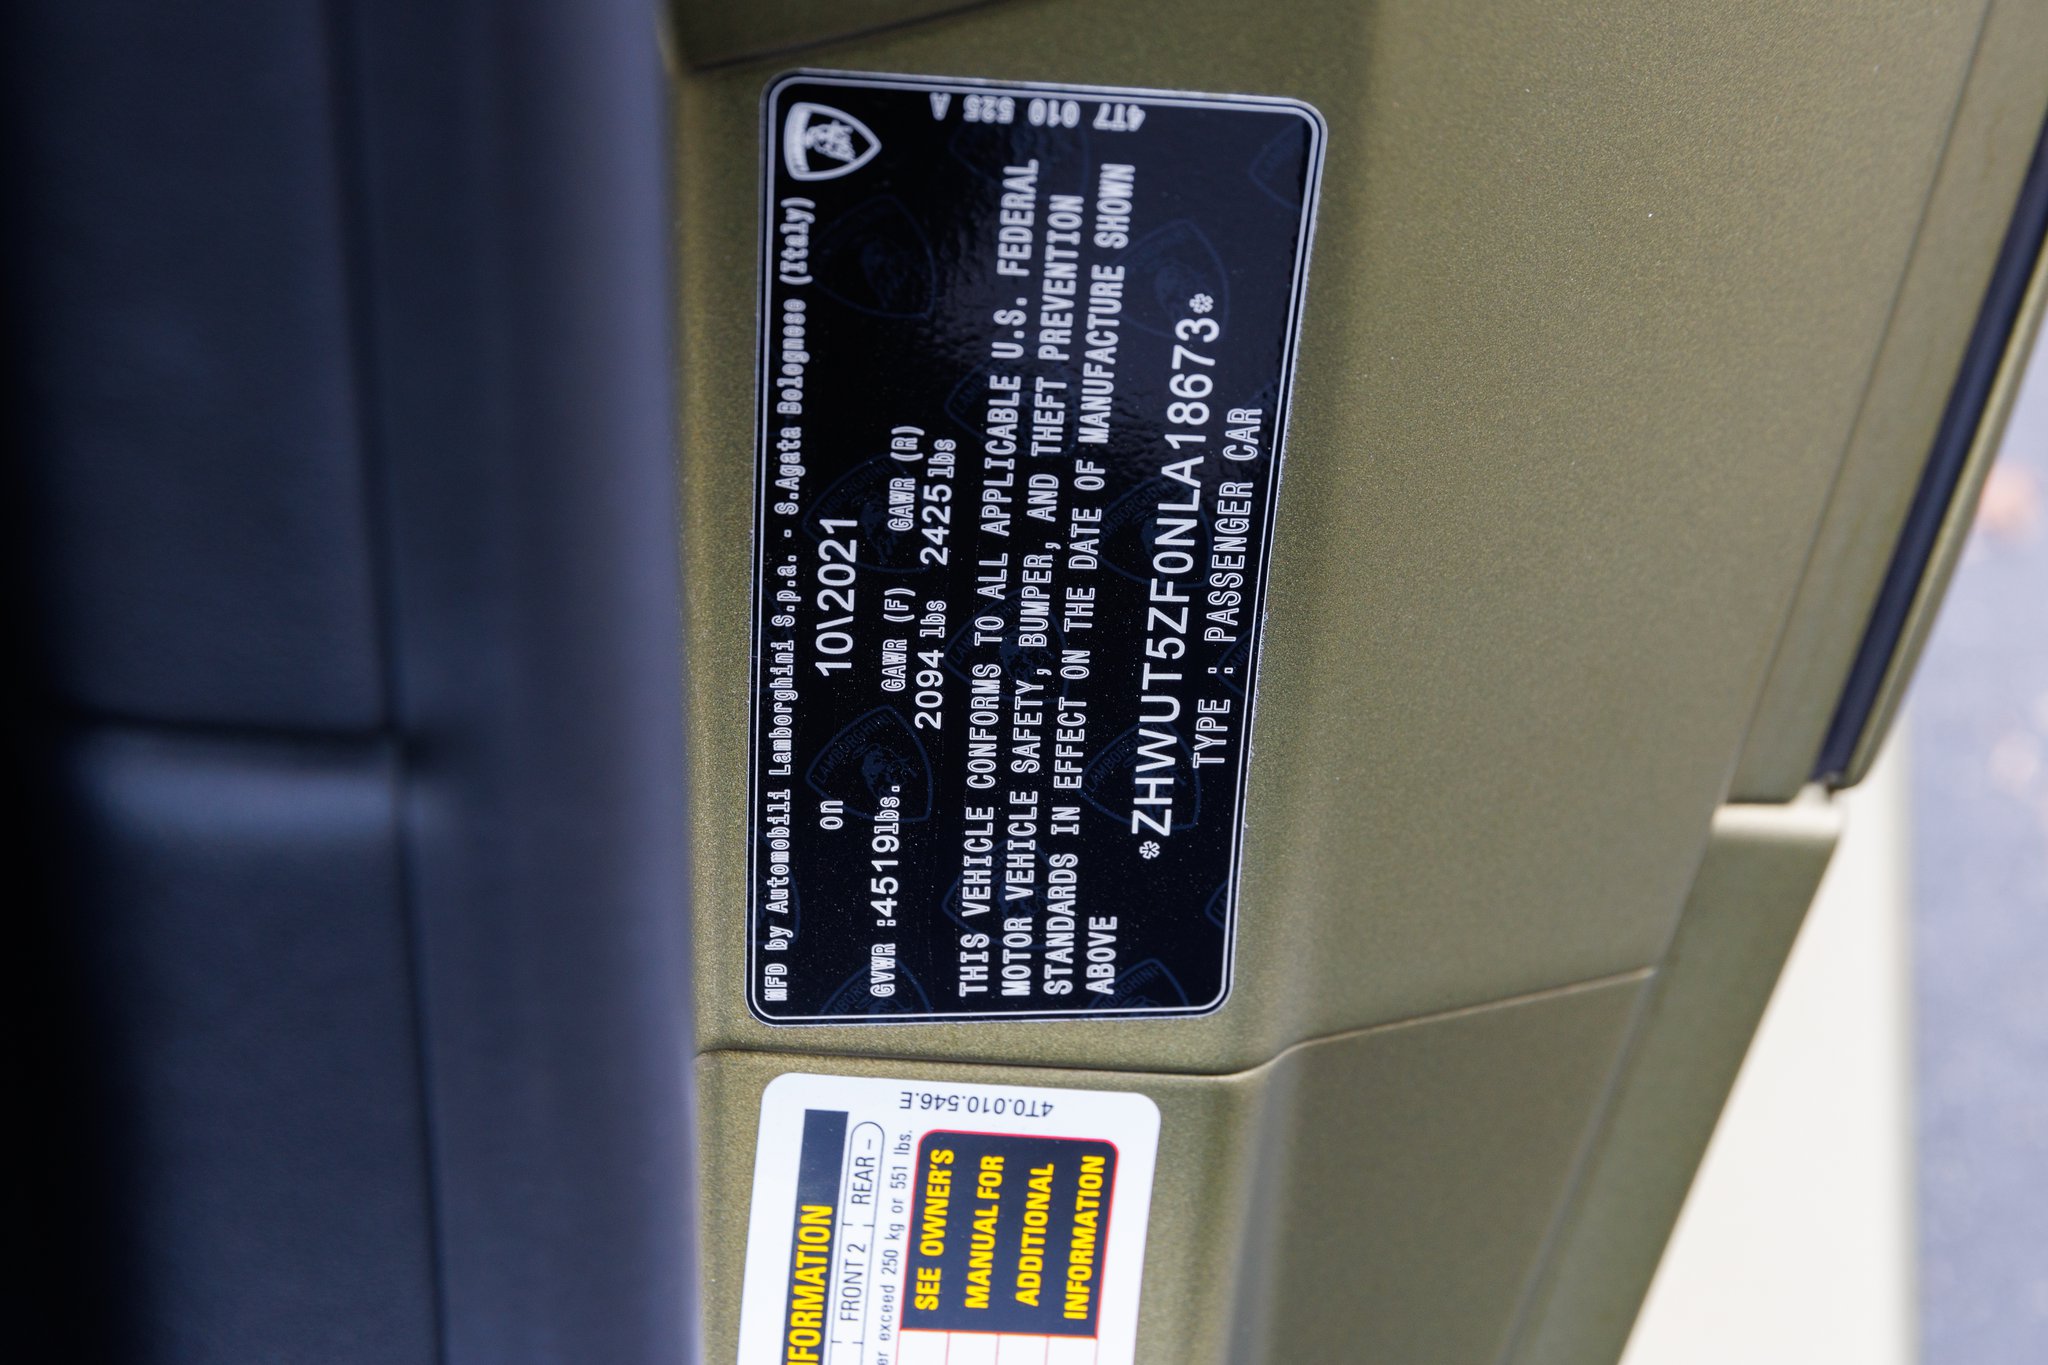 MFD by Automobili Lamborghini S.p.a. - S.Agata Bolognese (Italy)
on 10\2021
GVWR :4519lbs. GAWR (F) GAWR (R)
2094 lbs 2425 lbs
THIS VEHICLE CONFORMS TO ALL APPLICABLE U.S. FEDERAL
MOTOR VEHICLE SAFETY, BUMPER, AND THEFT PREVENTION
STANDARDS IN EFFECT ON THE DATE OF MANUFACTURE SHOWN
ABOVE
*ZHWUT5ZF0NLA18673*
TYPE : PASSENGER CAR
4T7 010 525 A
FRONT 2 REAR -
exceed 250 kg or 551 lbs.
SEE OWNER'S
MANUAL FOR
ADDITIONAL
INFORMATION
4T0.010.546.E